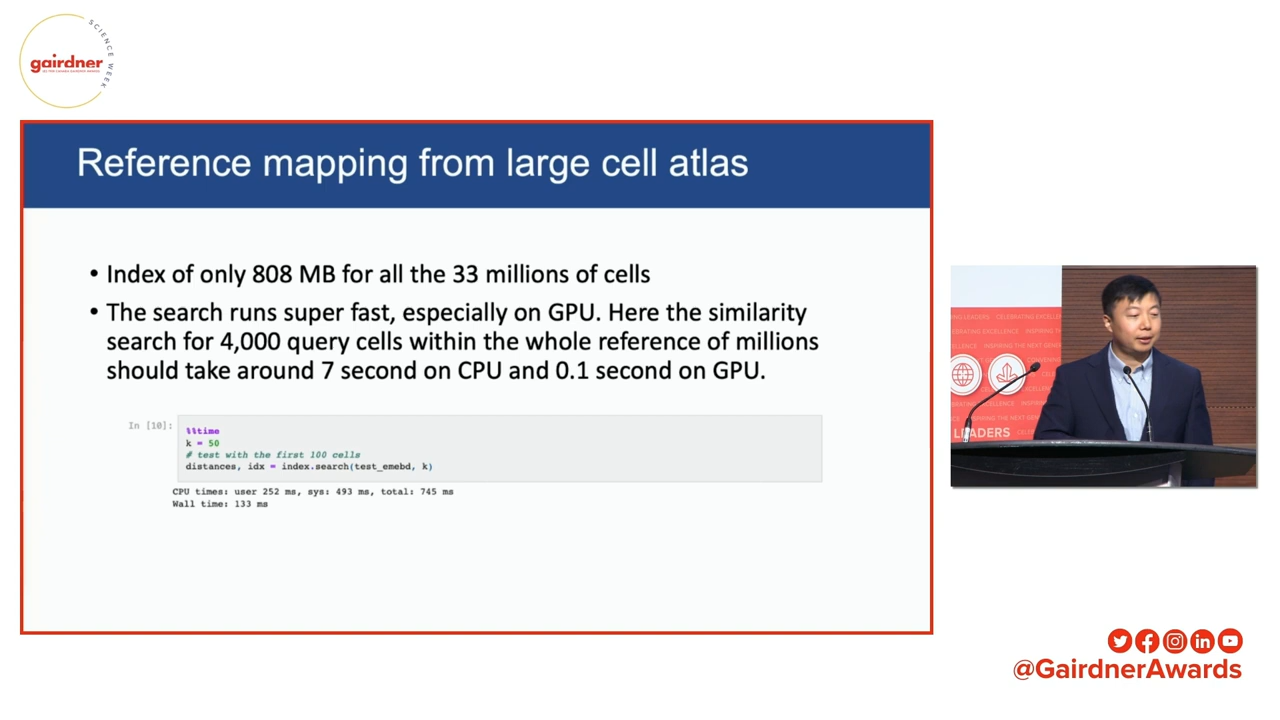 SCIENCE WEEK
gairdner
Reference mapping from large cell atlas
• Index of only 808 MB for all the 33 millions of cells
• The search runs super fast, especially on GPU. Here the similarity
search for 4,000 query cells within the whole reference of millions
should take around 7 second on CPU and 0.1 second on GPU.
In [10]:
%%time
k = 50
# test with the first 100 cells
distances, idx = index.search(test_emebd, k)
CPU times: user 252 ms, sys: 493 ms, total: 745 ms
Wall time: 133 ms
LEADERS
@GairdnerAwards